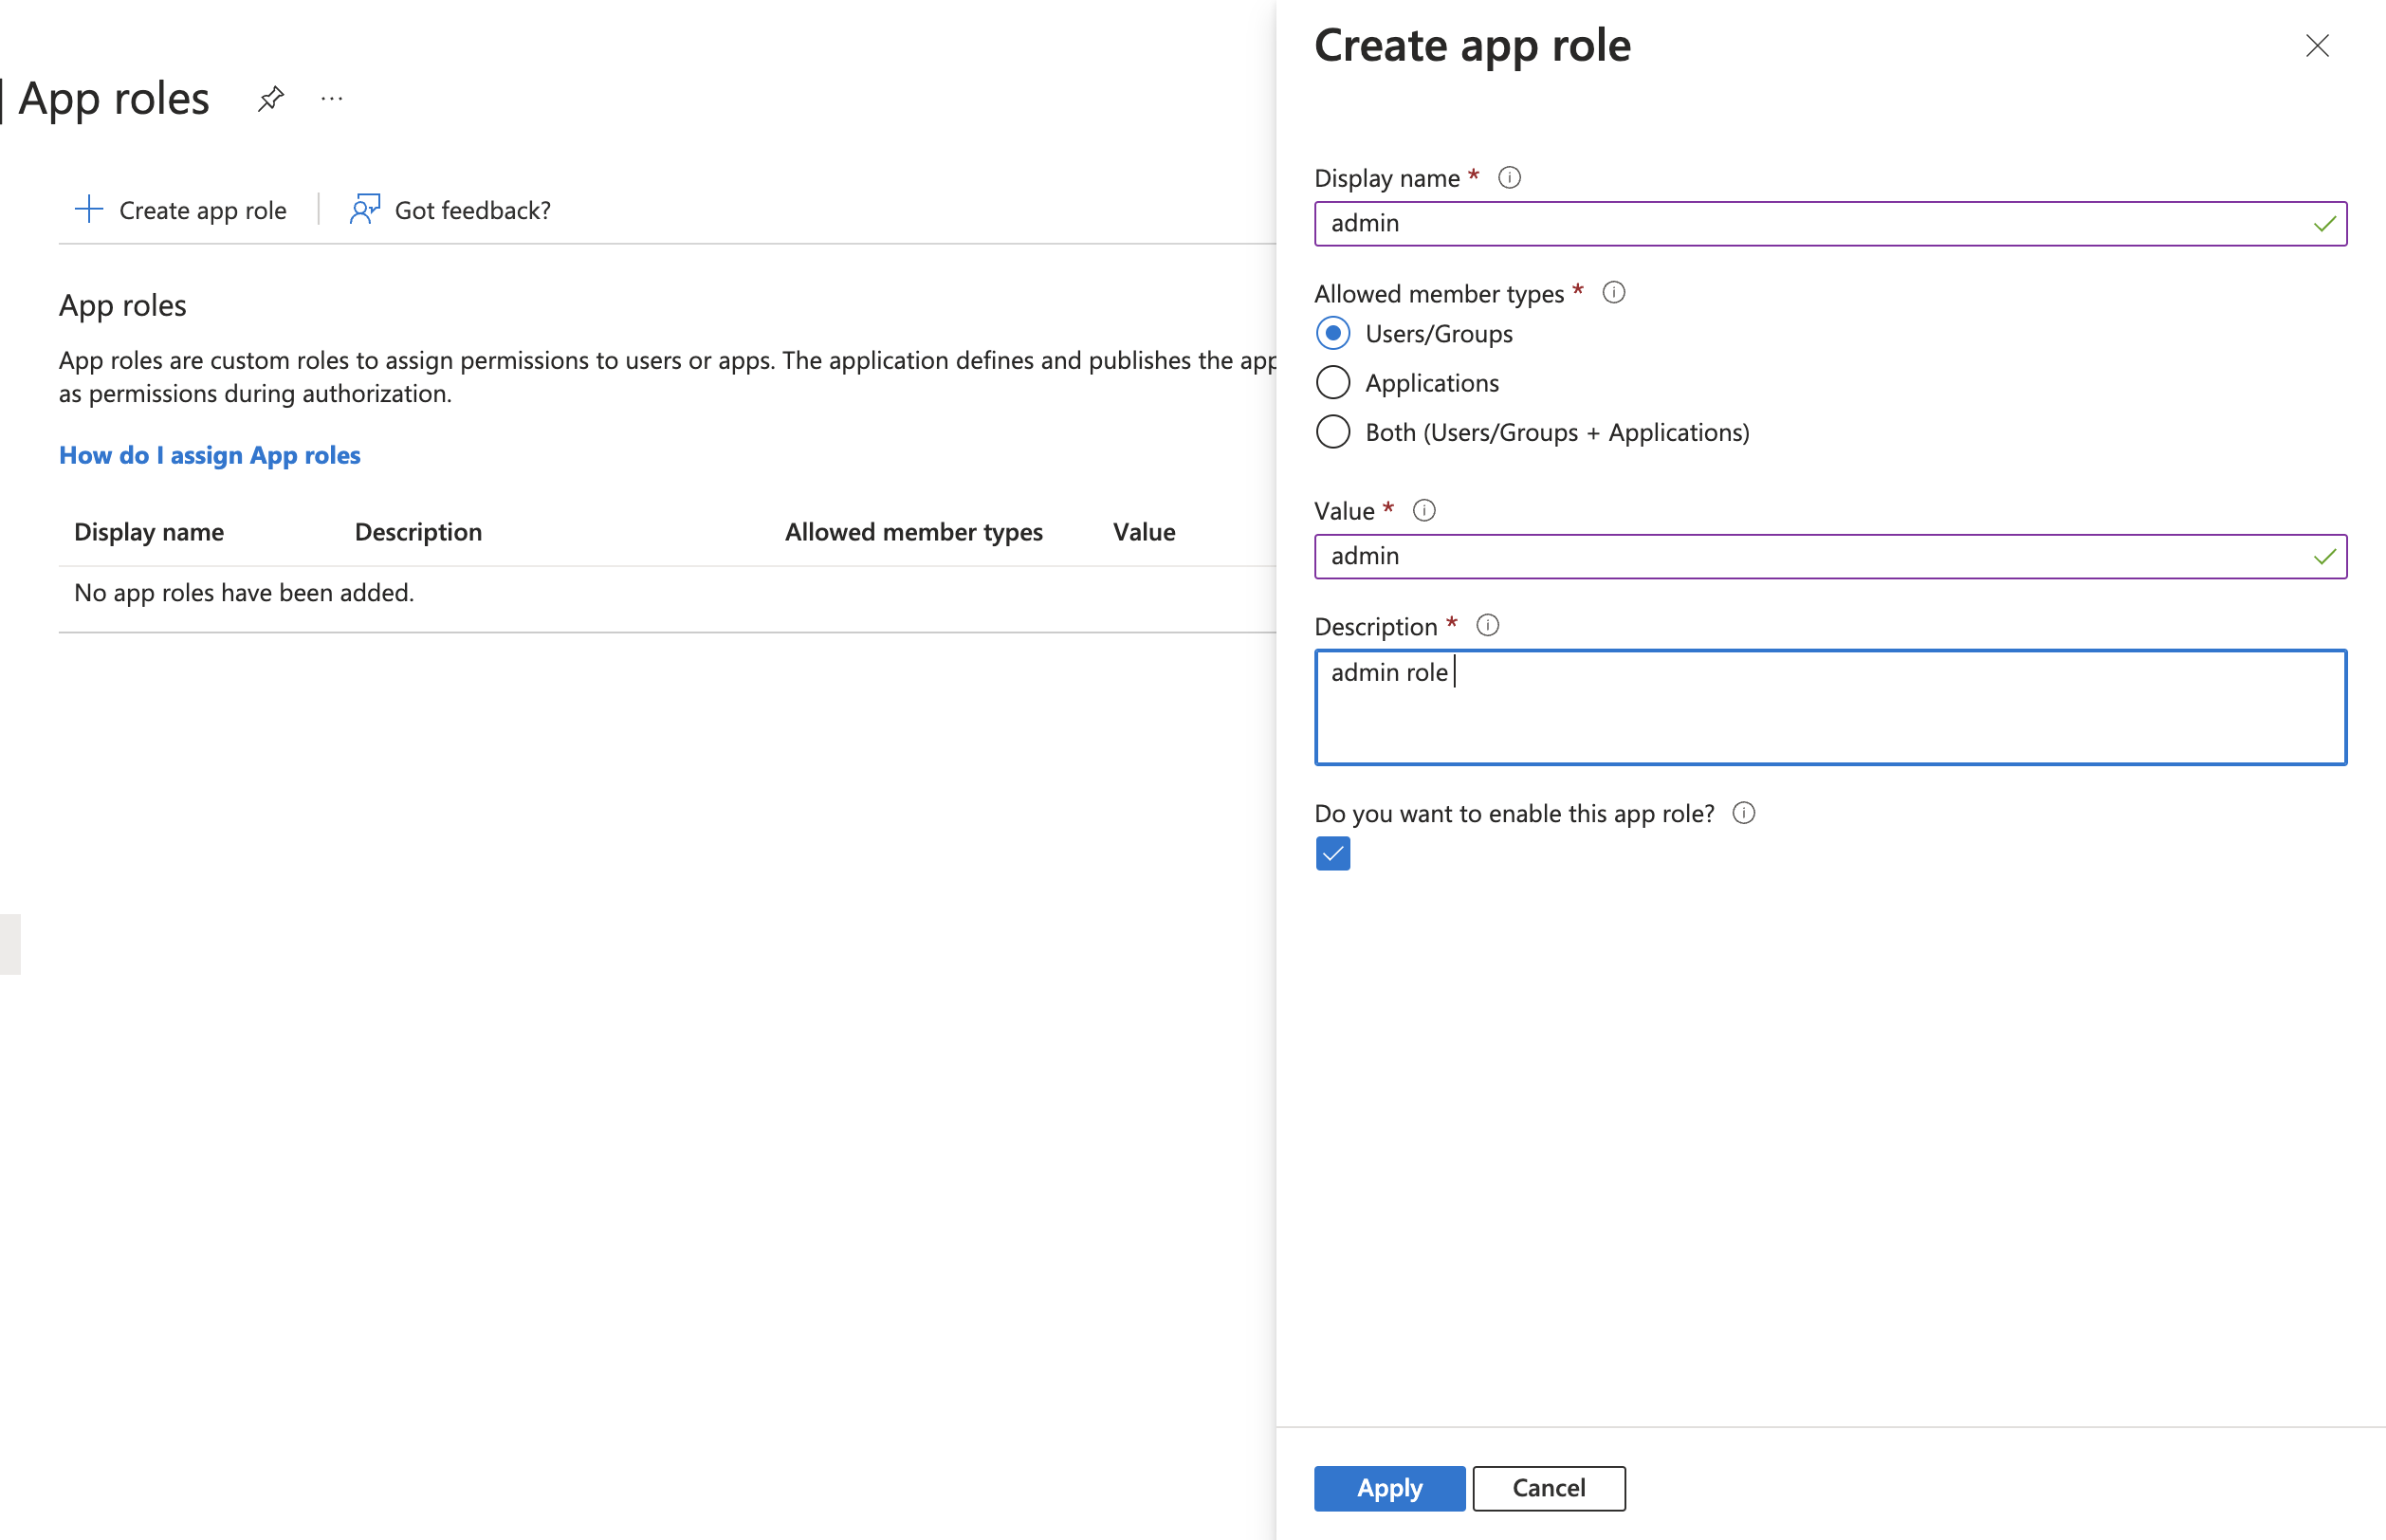 App roles
...
Create app role
Got feedback?
App roles
App roles are custom roles to assign permissions to users or apps. The application defines and publishes the app
as permissions during authorization.
How do I assign App roles
Display name Description Allowed member types Value
No app roles have been added.
Create app role
Display name *
admin
Allowed member types *
Users/Groups
Applications
Both (Users/Groups + Applications)
Value *
admin
Description *
admin role
Do you want to enable this app role?
Apply Cancel